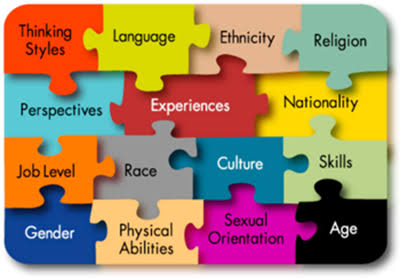 Thinking
Styles
Language
Ethnicity
Religion
Perspectives
Experiences
Nationality
Job Level
Race
Culture
Skills
Gender
Physical
Abilities
Sexual
Orientation
Age